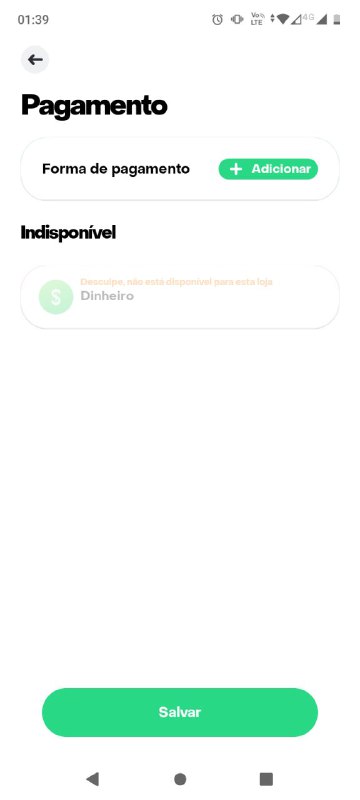 01:39
Vo
LTE
4G
Pagamento
Forma de pagamento
+ Adicionar
Indisponível
Desculpe, não está disponível para esta loja
$
Dinheiro
Salvar